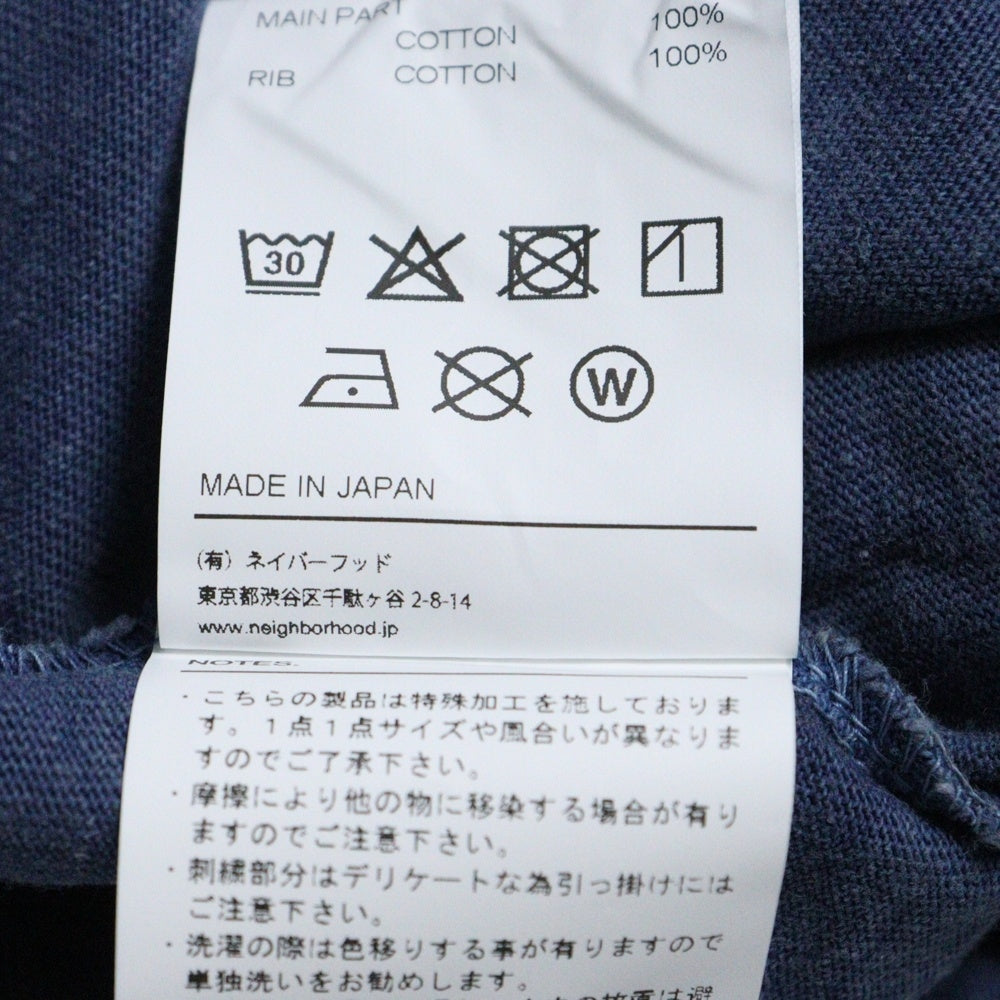 MAIN PART
COTTON 100%
RIB COTTON 100%
30
W
MADE IN JAPAN
(有) ネイバーフッド
東京都渋谷区千駄ヶ谷 2-8-14
www.neighborhood.jp
NOTES.
・こちらの製品は特殊加工を施しておりま
す。1点1点サイズや風合いが異なりま
すのでご了承下さい。
・摩擦により他の物に移染する場合が有り
ますのでご注意下さい。
・刺繍部分はデリケートな為引っ掛けには
ご注意下さい。
・洗濯の際は色移りする事が有りますので
単独洗いをお勧めします。
は避